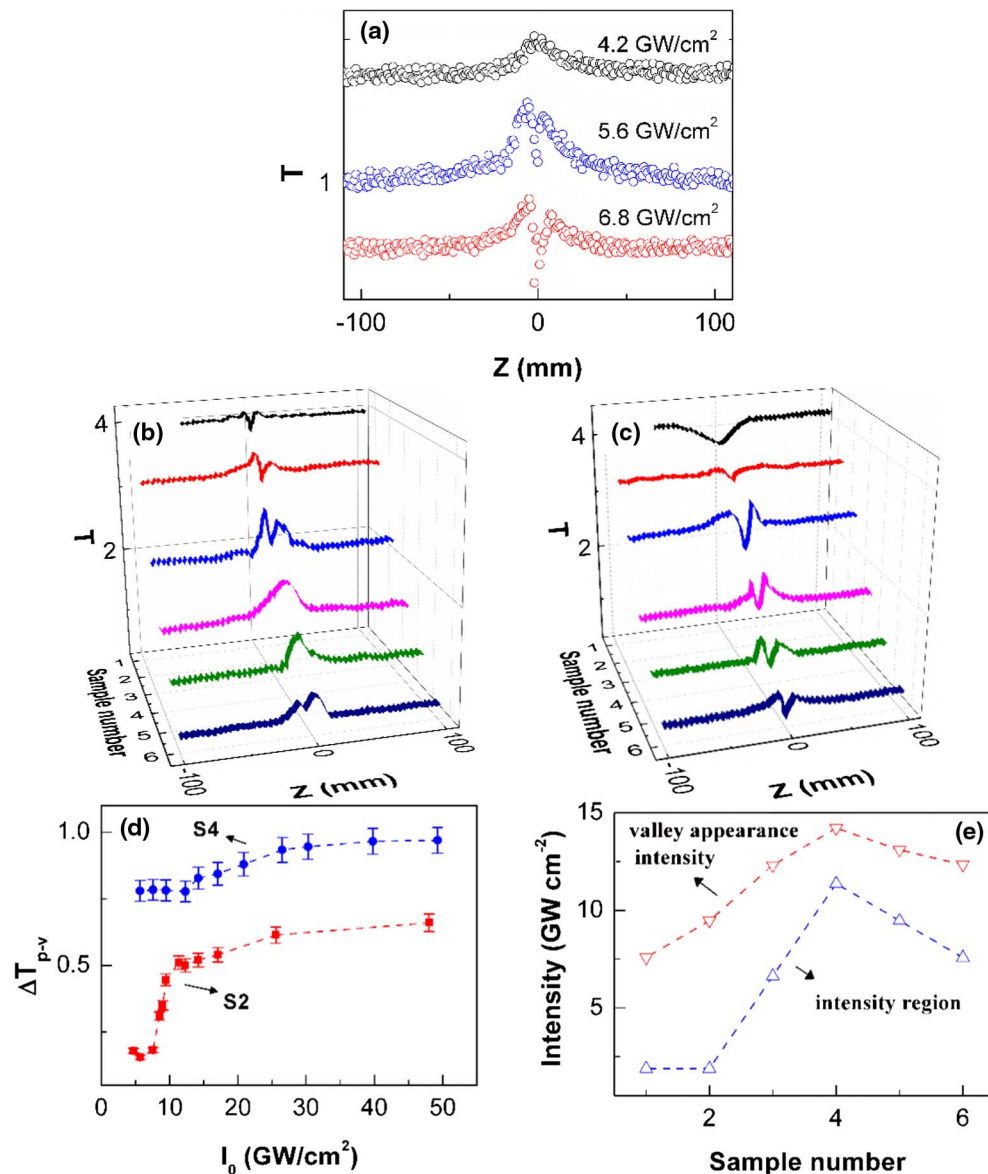 (a)
4.2 GW/cm²
5.6 GW/cm²
6.8 GW/cm²
T
1
-100 0 100
Z (mm)
(b)
4
2
T
1
2
3
4
5
6
Sample number
-100
0
100
Z (mm)
(c)
4
2
T
1
2
3
4
5
6
Sample number
-100
0
100
Z (mm)
(d)
1.0
0.5
ΔT_p-v
S4
S2
0 10 20 30 40 50
I₀ (GW/cm²)
(e)
15
10
5
Intensity (GW cm⁻²)
valley appearance
intensity
intensity region
2 4 6
Sample number